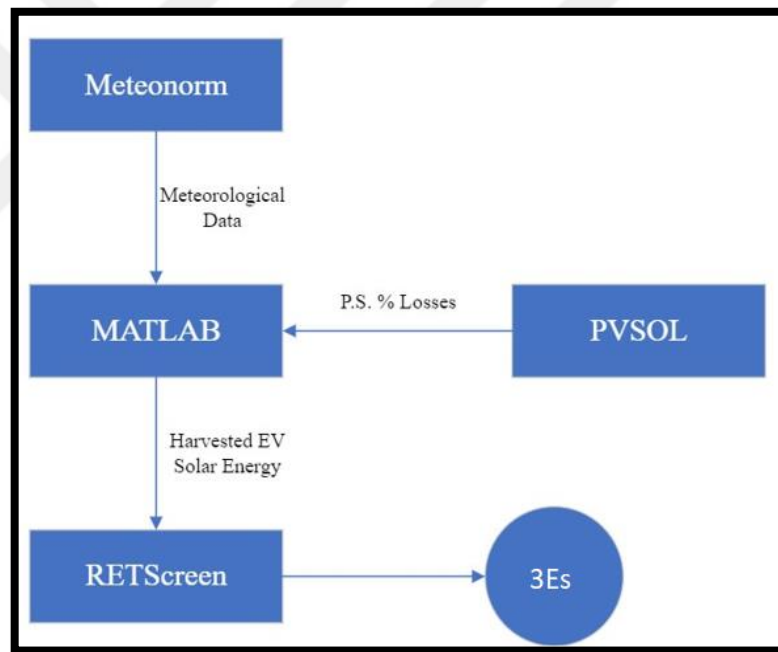 Meteonorm
Meteorological
Data
MATLAB
P.S. % Losses
PVSOL
Harvested EV
Solar Energy
RETScreen
3Es